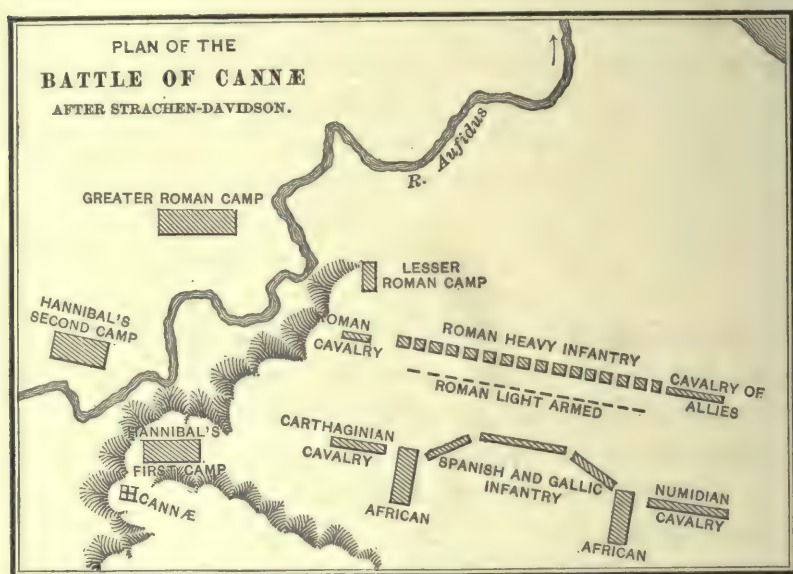 PLAN OF THE
BATTLE OF CANNÆ
AFTER STRACHEN-DAVIDSON.
R. Aufidus
GREATER ROMAN CAMP
LESSER
ROMAN CAMP
HANNIBAL'S
SECOND CAMP
ROMAN
CAVALRY
ROMAN HEAVY INFANTRY
CAVALRY OF
ALLIES
ROMAN LIGHT ARMED
HANNIBAL'S
FIRST CAMP
CARTHAGINIAN
CAVALRY
SPANISH AND GALLIC
INFANTRY
NUMIDIAN
CAVALRY
CANNÆ
AFRICAN
AFRICAN